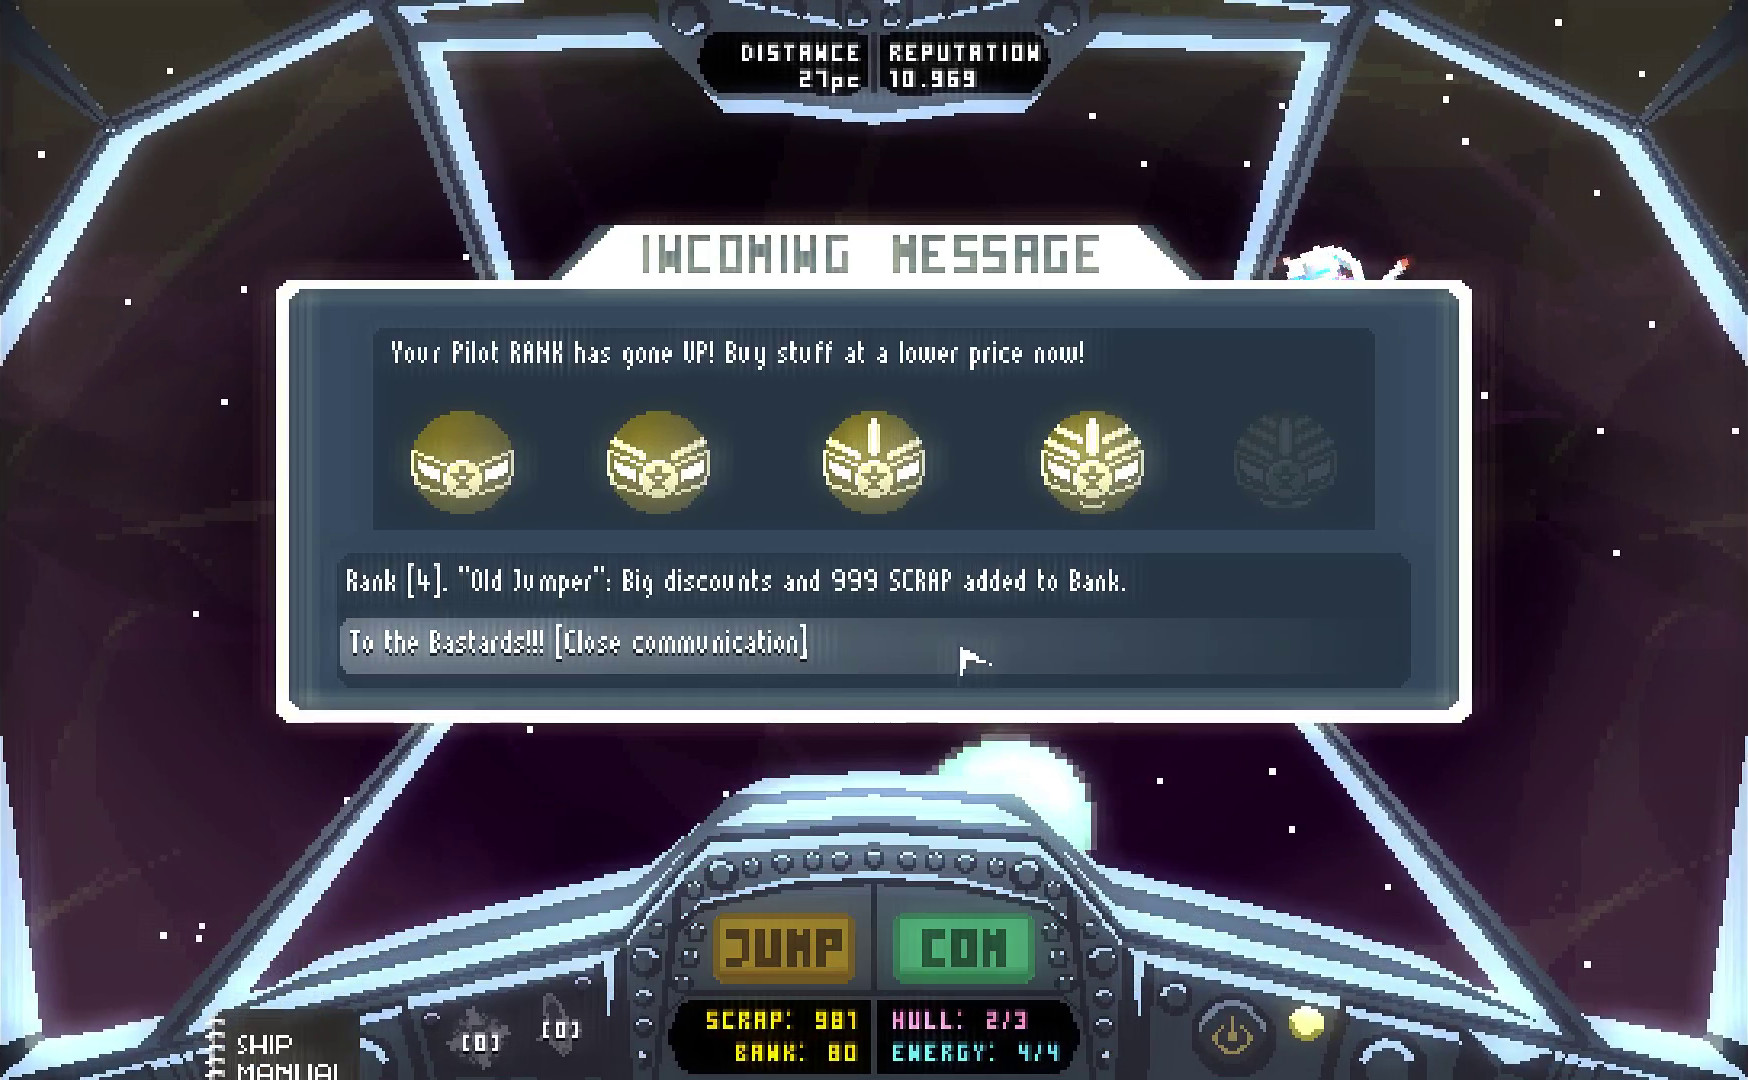 DISTANCE
27pc
REPUTATION
10.969
INCOMING MESSAGE
Your Pilot RANK has gone UP! Buy stuff at a lower price now!
Rank [4]. "Old Jumper": Big discounts and 999 SCRAP added to Bank.
To the Bastards!!! [Close communication]
JUMP
COM
SCRAP: 981
BANK: 80
HULL: 2/3
ENERGY: 4/4
[0]
[0]
SHIP
MANUAL